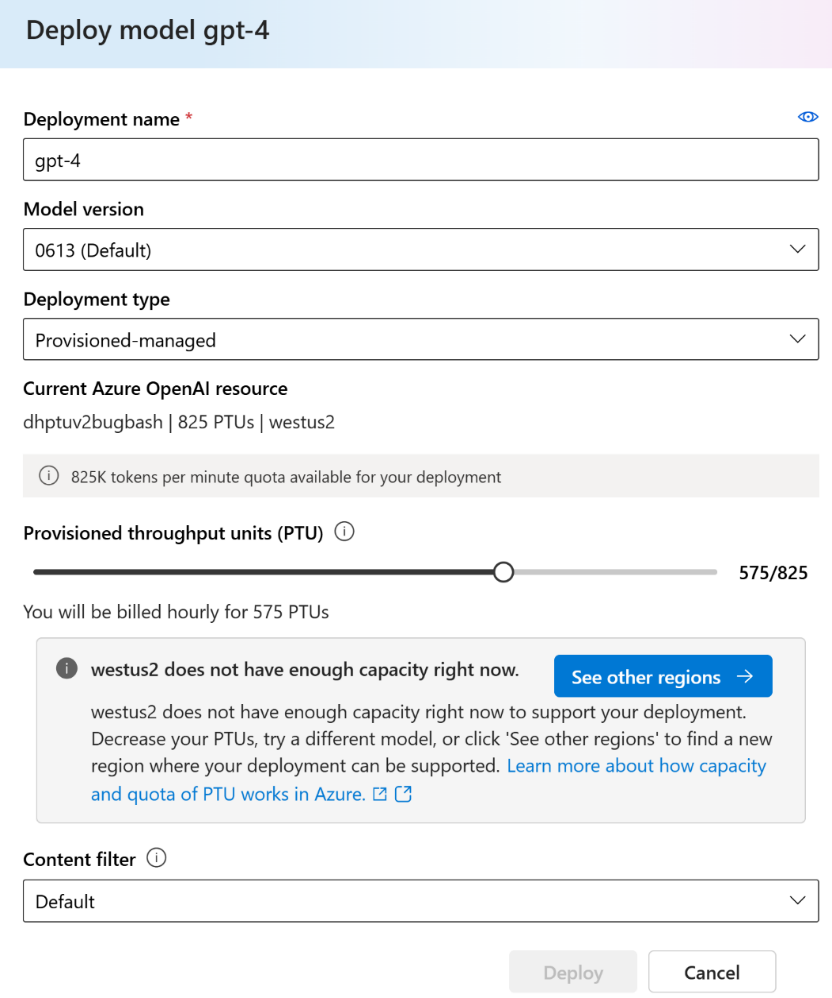 Deploy model gpt-4
Deployment name *
gpt-4
Model version
0613 (Default)
Deployment type
Provisioned-managed
Current Azure OpenAI resource
dhptuv2bugbash | 825 PTUs | westus2
825K tokens per minute quota available for your deployment
Provisioned throughput units (PTU)
575/825
You will be billed hourly for 575 PTUs
westus2 does not have enough capacity right now.
See other regions
westus2 does not have enough capacity right now to support your deployment.
Decrease your PTUs, try a different model, or click 'See other regions' to find a new
region where your deployment can be supported. Learn more about how capacity
and quota of PTU works in Azure.
Content filter
Default
Deploy
Cancel